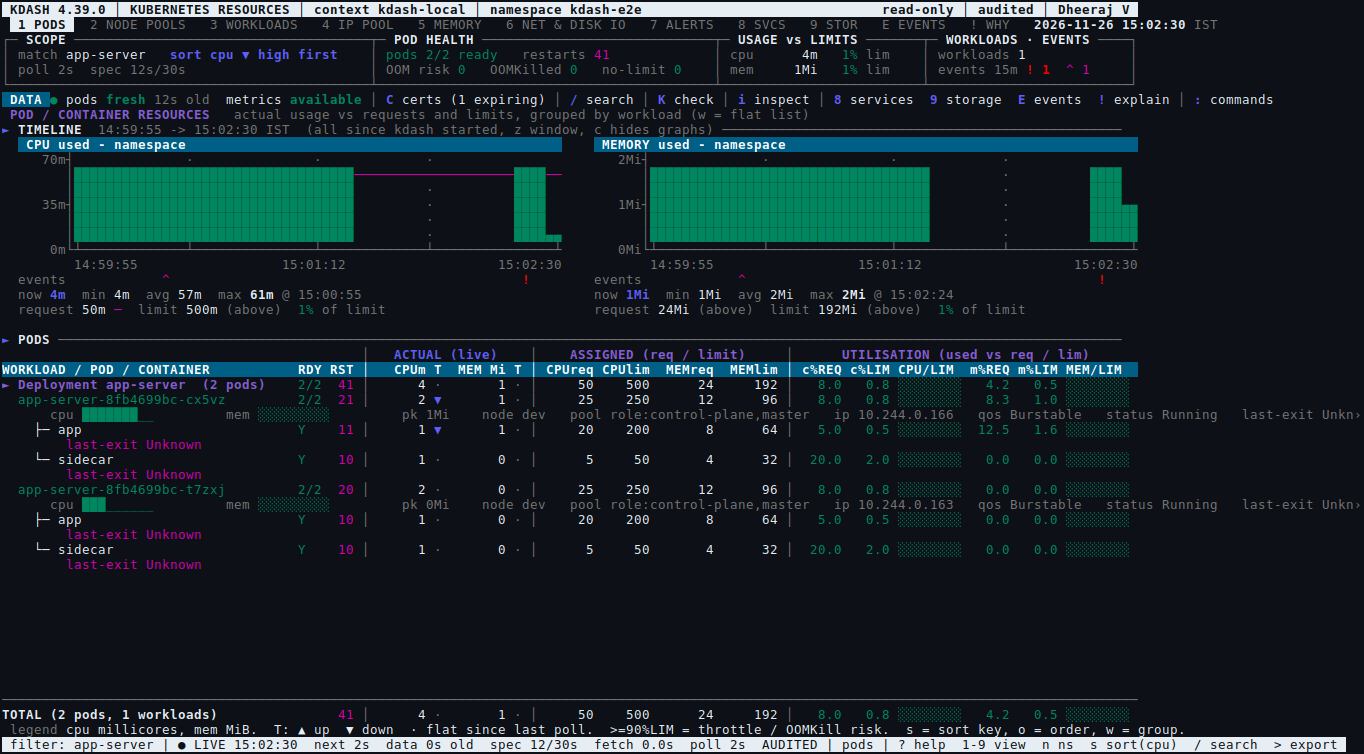 KDASH 4.39.0 │ KUBERNETES RESOURCES │ context kdash-local │ namespace kdash-e2e read-only │ audited │ Dheeraj V
1 PODS 2 NODE POOLS 3 WORKLOADS 4 IP POOL 5 MEMORY 6 NET & DISK IO 7 ALERTS 8 SVCS 9 STOR E EVENTS ! WHY 2026-11-26 15:02:30 IST
SCOPE POD HEALTH USAGE vs LIMITS WORKLOADS · EVENTS
match app-server sort cpu ▼ high first │ pods 2/2 ready restarts 41 │ cpu 4m 1% lim │ workloads 1
poll 2s spec 12s/30s │ OOM risk 0 OOMKilled 0 no-limit 0 │ mem 1Mi 1% lim │ events 15m ! 1 ^ 1
DATA ● pods fresh 12s old metrics available │ C certs (1 expiring) │ / search │ K check │ i inspect │ 8 services 9 storage E events ! explain │ : commands
POD / CONTAINER RESOURCES actual usage vs requests and limits, grouped by workload (w = flat list)
► TIMELINE 14:59:55 -> 15:02:30 IST (all since kdash started, z window, c hides graphs)
CPU used - namespace MEMORY used - namespace
70m 2Mi
35m 1Mi
0m 0Mi
14:59:55 15:01:12 15:02:30 14:59:55 15:01:12 15:02:30
events ^ ! events ^ !
now 4m min 4m avg 57m max 61m @ 15:00:55 now 1Mi min 1Mi avg 2Mi max 2Mi @ 15:02:24
request 50m ─ limit 500m (above) 1% of limit request 24Mi (above) limit 192Mi (above) 1% of limit
► PODS
│ ACTUAL (live) │ ASSIGNED (req / limit) │ UTILISATION (used vs req / lim)
WORKLOAD / POD / CONTAINER RDY RST │ CPUm T MEM Mi T │ CPUreq CPUlim MEMreq MEMlim │ c%REQ c%LIM CPU/LIM m%REQ m%LIM MEM/LIM
► Deployment app-server (2 pods) 2/2 41 │ 4 · 1 · │ 50 500 24 192 │ 8.0 0.8 4.2 0.5
app-server-8fb4699bc-cx5vz 2/2 21 │ 2 ▼ 1 · │ 25 250 12 96 │ 8.0 0.8 8.3 1.0
cpu mem pk 1Mi node dev pool role:control-plane,master ip 10.244.0.166 qos Burstable status Running last-exit Unkn›
├─ app Y 11 │ 1 ▼ 1 · │ 20 200 8 64 │ 5.0 0.5 12.5 1.6
last-exit Unknown
└─ sidecar Y 10 │ 1 · 0 · │ 5 50 4 32 │ 20.0 2.0 0.0 0.0
last-exit Unknown
app-server-8fb4699bc-t7zxj 2/2 20 │ 2 · 0 · │ 25 250 12 96 │ 8.0 0.8 0.0 0.0
cpu mem pk 0Mi node dev pool role:control-plane,master ip 10.244.0.163 qos Burstable status Running last-exit Unkn›
├─ app Y 10 │ 1 · 0 · │ 20 200 8 64 │ 5.0 0.5 0.0 0.0
last-exit Unknown
└─ sidecar Y 10 │ 1 · 0 · │ 5 50 4 32 │ 20.0 2.0 0.0 0.0
last-exit Unknown
TOTAL (2 pods, 1 workloads) 41 │ 4 · 1 · │ 50 500 24 192 │ 8.0 0.8 4.2 0.5
legend cpu millicores, mem MiB. T: ▲ up ▼ down · flat since last poll. >=90%LIM = throttle / OOMKill risk. s = sort key, o = order, w = group.
filter: app-server | ● LIVE 15:02:30 next 2s data 0s old spec 12/30s fetch 0.0s poll 2s AUDITED | pods | ? help 1-9 view n ns s sort(cpu) / search > export